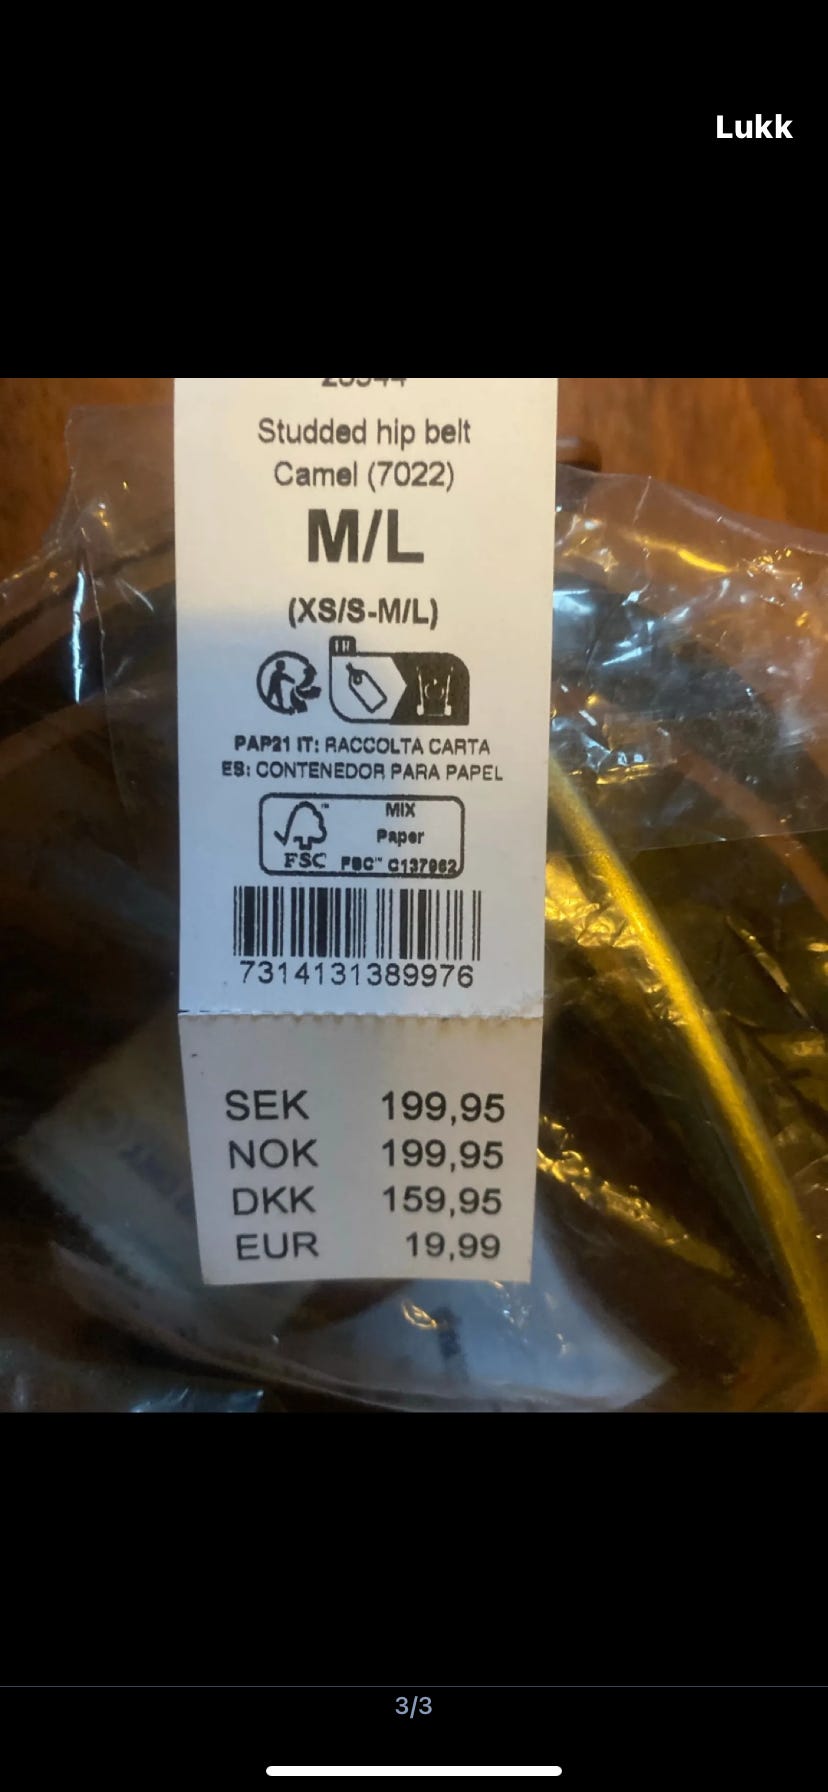 Lukk
Studded hip belt
Camel (7022)
M/L
(XS/S-M/L)
FR
PAP21 IT: RACCOLTA CARTA
ES: CONTENEDOR PARA PAPEL
MIX
Paper
FSC FSC™ C137962
7314131389976
SEK 199,95
NOK 199,95
DKK 159,95
EUR 19,99
3/3